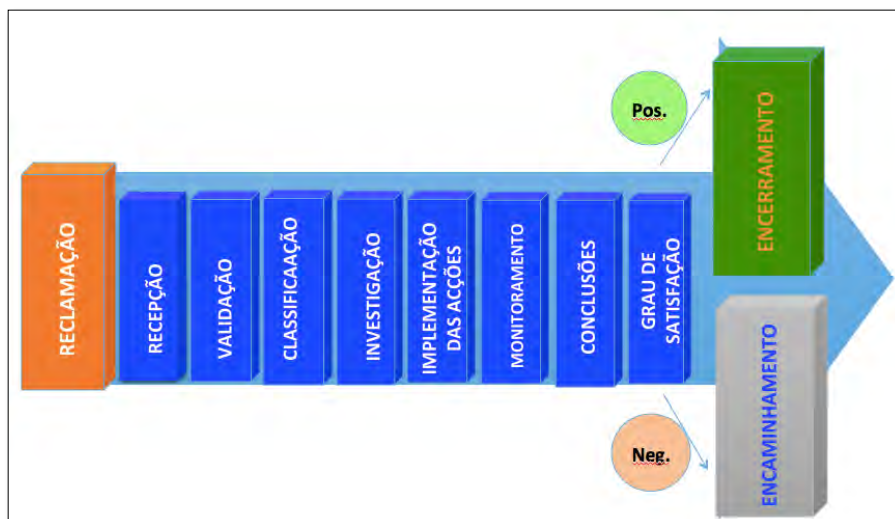 RECLAMAÇÃO
RECEPÇÃO
VALIDAÇÃO
CLASSIFICAAÇÃO
INVESTIGAÇÃO
IMPLEMENTAÇÃO
DAS ACÇÕES
MONITORAMENTO
CONCLUSÕES
GRAU DE
SATISFAÇÃO
Pos.
ENCERRAMENTO
Neg.
ENCAMINHAMENTO